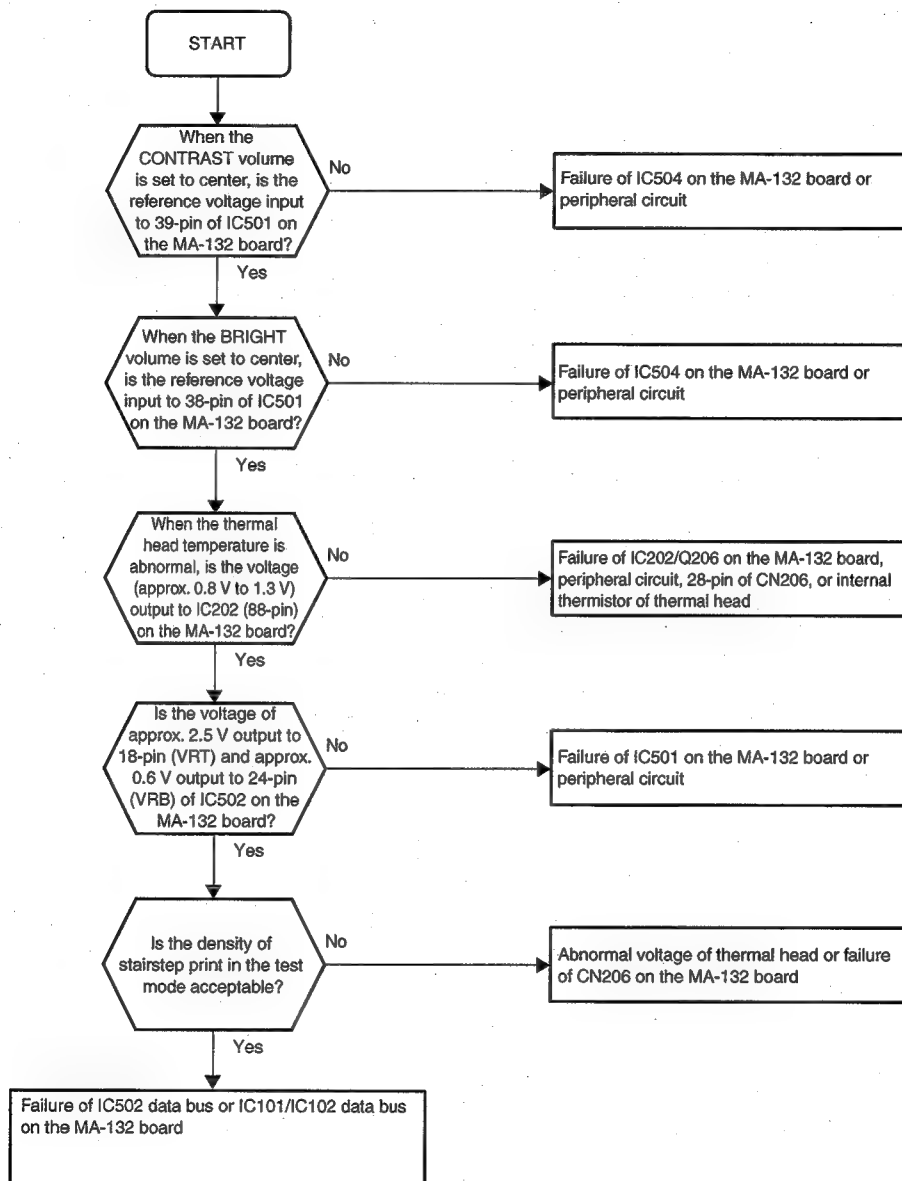 START
When the
CONTRAST volume
is set to center, is the
reference voltage input
to 39-pin of IC501 on
the MA-132 board?
No
Failure of IC504 on the MA-132 board or
peripheral circuit
Yes
When the BRIGHT
volume is set to center,
is the reference voltage
input to 38-pin of IC501
on the MA-132 board?
No
Failure of IC504 on the MA-132 board or
peripheral circuit
Yes
When the thermal
head temperature is
abnormal, is the voltage
(approx. 0.8 V to 1.3 V)
output to IC202 (88-pin)
on the MA-132 board?
No
Failure of IC202/Q206 on the MA-132 board,
peripheral circuit, 28-pin of CN206, or internal
thermistor of thermal head
Yes
Is the voltage of
approx. 2.5 V output to
18-pin (VRT) and approx.
0.6 V output to 24-pin
(VRB) of IC502 on the
MA-132 board?
No
Failure of IC501 on the MA-132 board or
peripheral circuit
Yes
Is the density of
stairstep print in the test
mode acceptable?
No
Abnormal voltage of thermal head or failure
of CN206 on the MA-132 board
Yes
Failure of IC502 data bus or IC101/IC102 data bus
on the MA-132 board